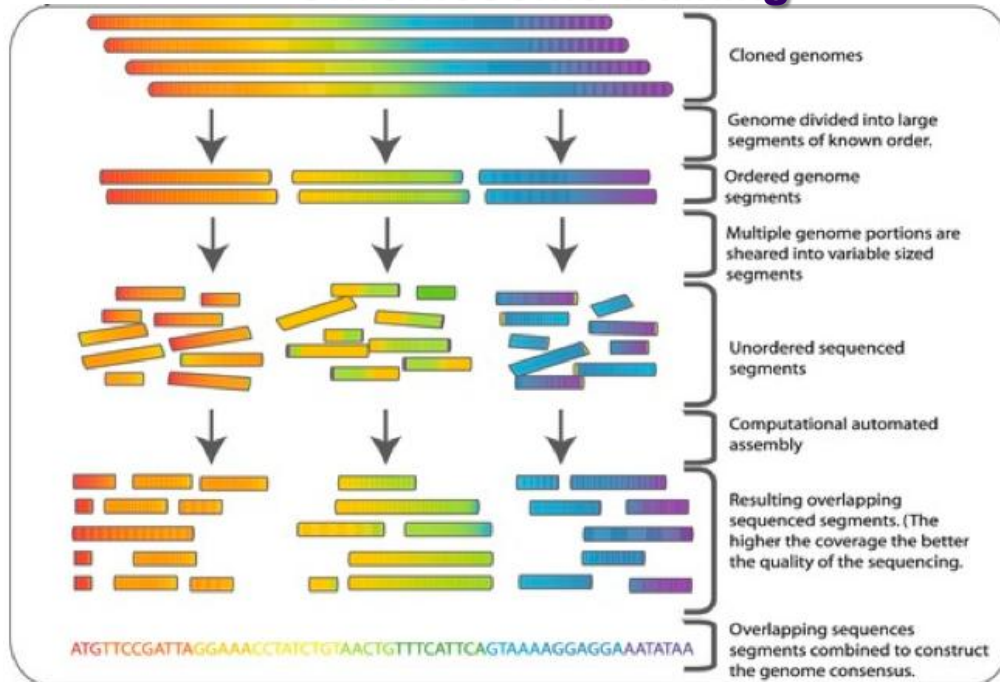 Cloned genomes
Genome divided into large
segments of known order.
Ordered genome
segments
Multiple genome portions are
sheared into variable sized
segments
Unordered sequenced
segments
Computational automated
assembly
Resulting overlapping
sequenced segments. (The
higher the coverage the better
the quality of the sequencing.
ATGTTCCGATTAGGAAACCTATCTGTAACTGTTTCATTCAGTAAAAGGAGGAAATATAA
Overlapping sequences
segments combined to construct
the genome consensus.